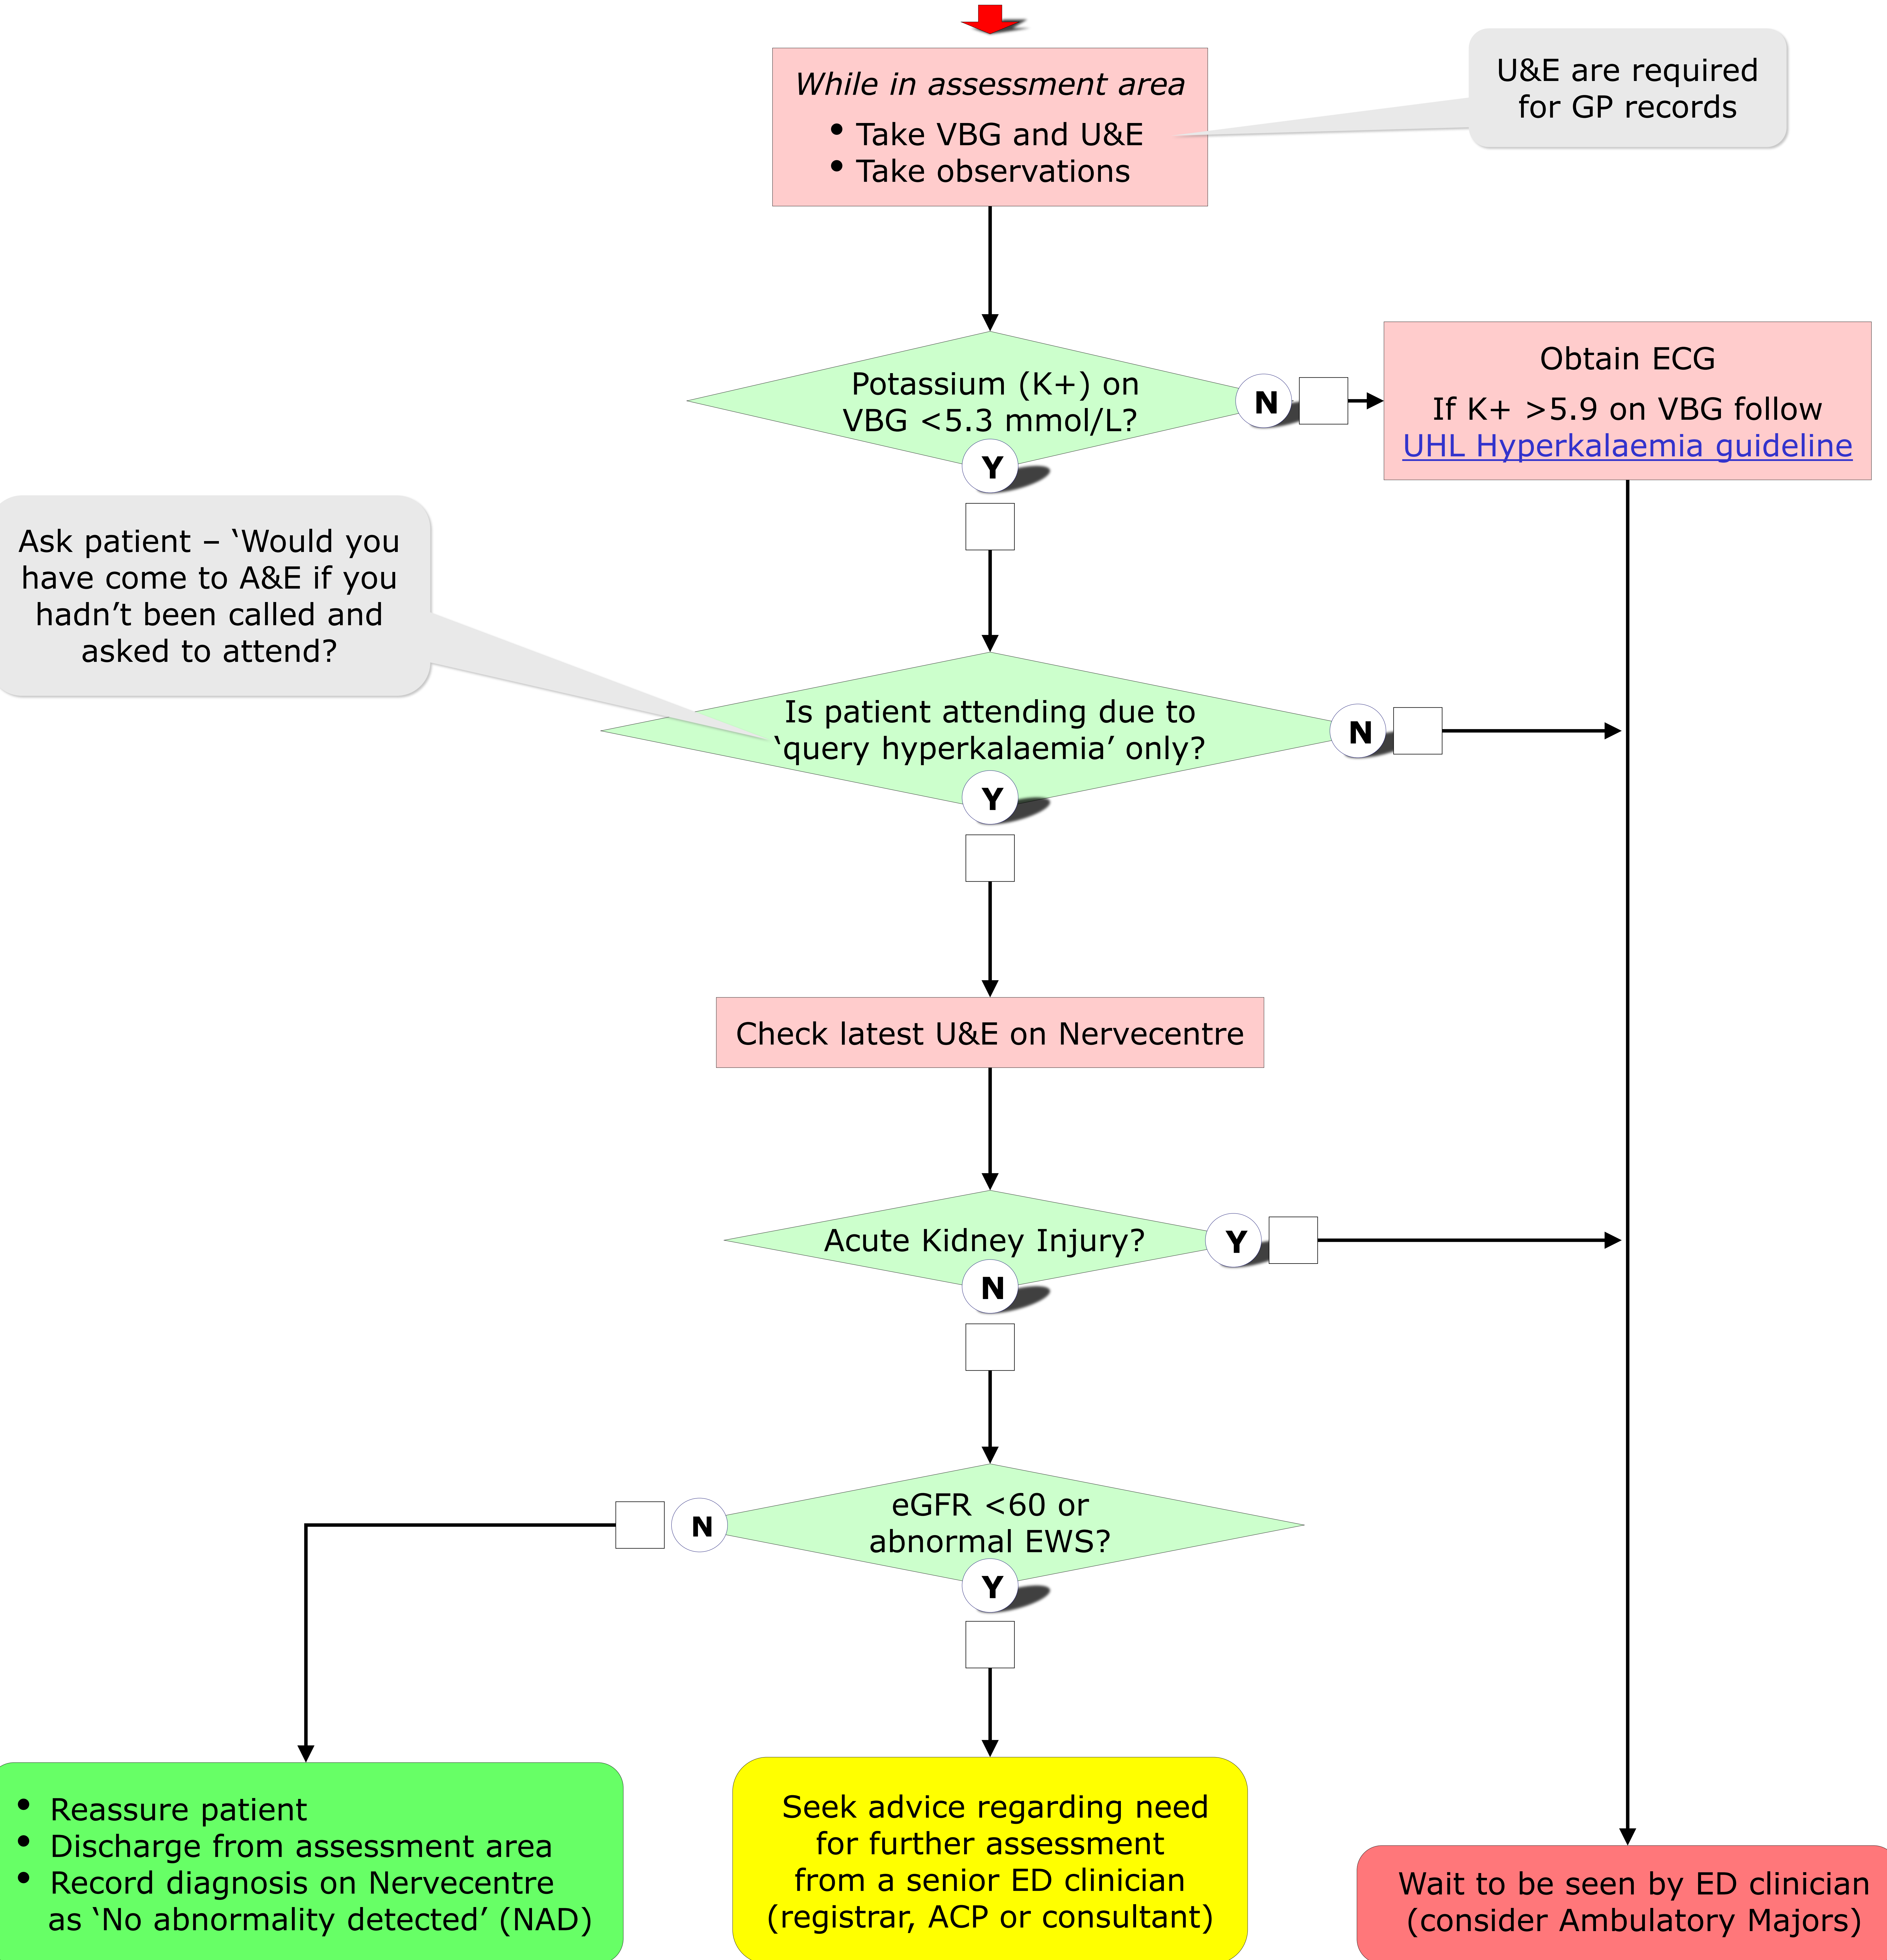 While in assessment area
• Take VBG and U&E
• Take observations
U&E are required
for GP records
Potassium (K+) on
VBG <5.3 mmol/L?
N
Y
Obtain ECG
If K+ >5.9 on VBG follow
UHL Hyperkalaemia guideline
Ask patient – ‘Would you
have come to A&E if you
hadn’t been called and
asked to attend?
Is patient attending due to
‘query hyperkalaemia’ only?
N
Y
Check latest U&E on Nervecentre
Acute Kidney Injury?
Y
N
eGFR <60 or
abnormal EWS?
N
Y
• Reassure patient
• Discharge from assessment area
• Record diagnosis on Nervecentre
as ‘No abnormality detected’ (NAD)
Seek advice regarding need
for further assessment
from a senior ED clinician
(registrar, ACP or consultant)
Wait to be seen by ED clinician
(consider Ambulatory Majors)